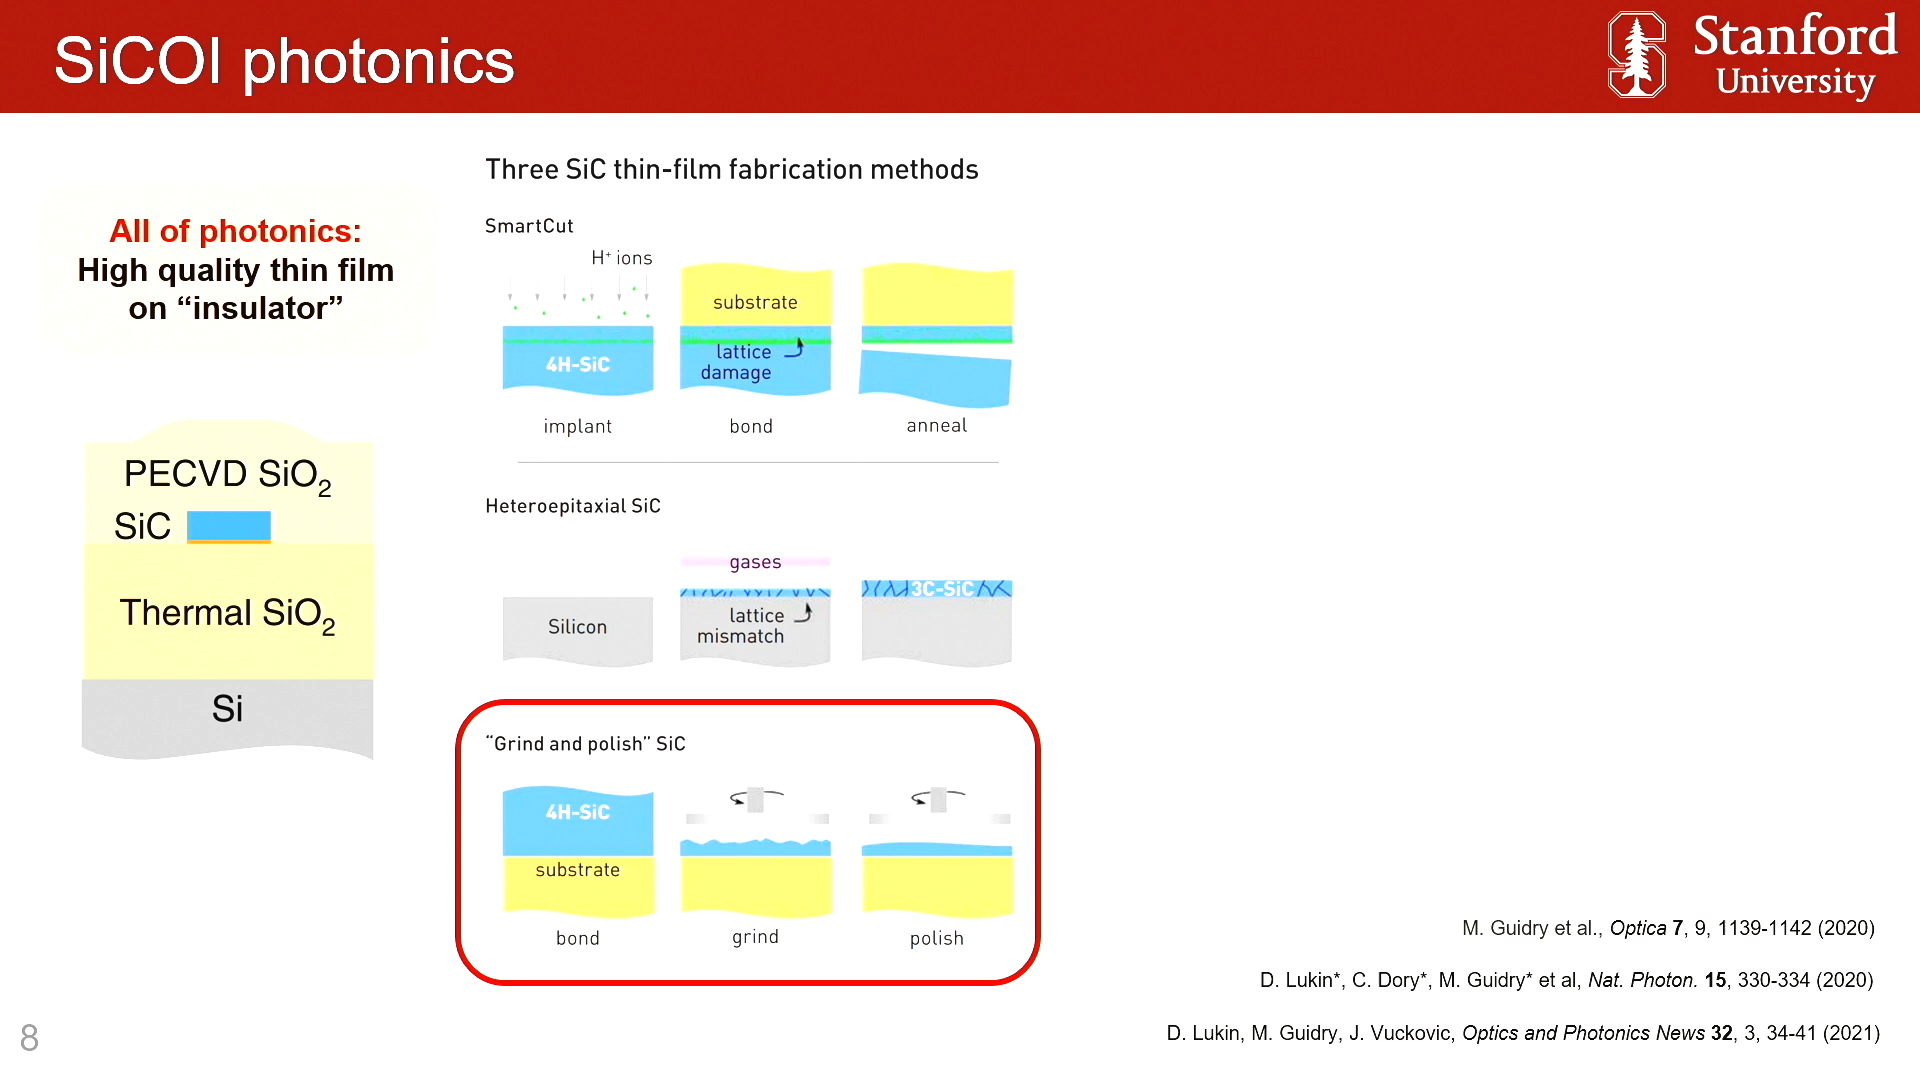 SiCOI photonics
Stanford
University
All of photonics:
High quality thin film
on “insulator”
PECVD SiO2
SiC
Thermal SiO2
Si
Three SiC thin-film fabrication methods
SmartCut
H+ ions
4H-SiC
substrate
lattice
damage
implant
bond
anneal
Heteroepitaxial SiC
Silicon
gases
lattice
mismatch
3C-SiC
“Grind and polish” SiC
4H-SiC
substrate
bond
grind
polish
M. Guidry et al., Optica 7, 9, 1139-1142 (2020)
D. Lukin*, C. Dory*, M. Guidry* et al, Nat. Photon. 15, 330-334 (2020)
D. Lukin, M. Guidry, J. Vuckovic, Optics and Photonics News 32, 3, 34-41 (2021)
8